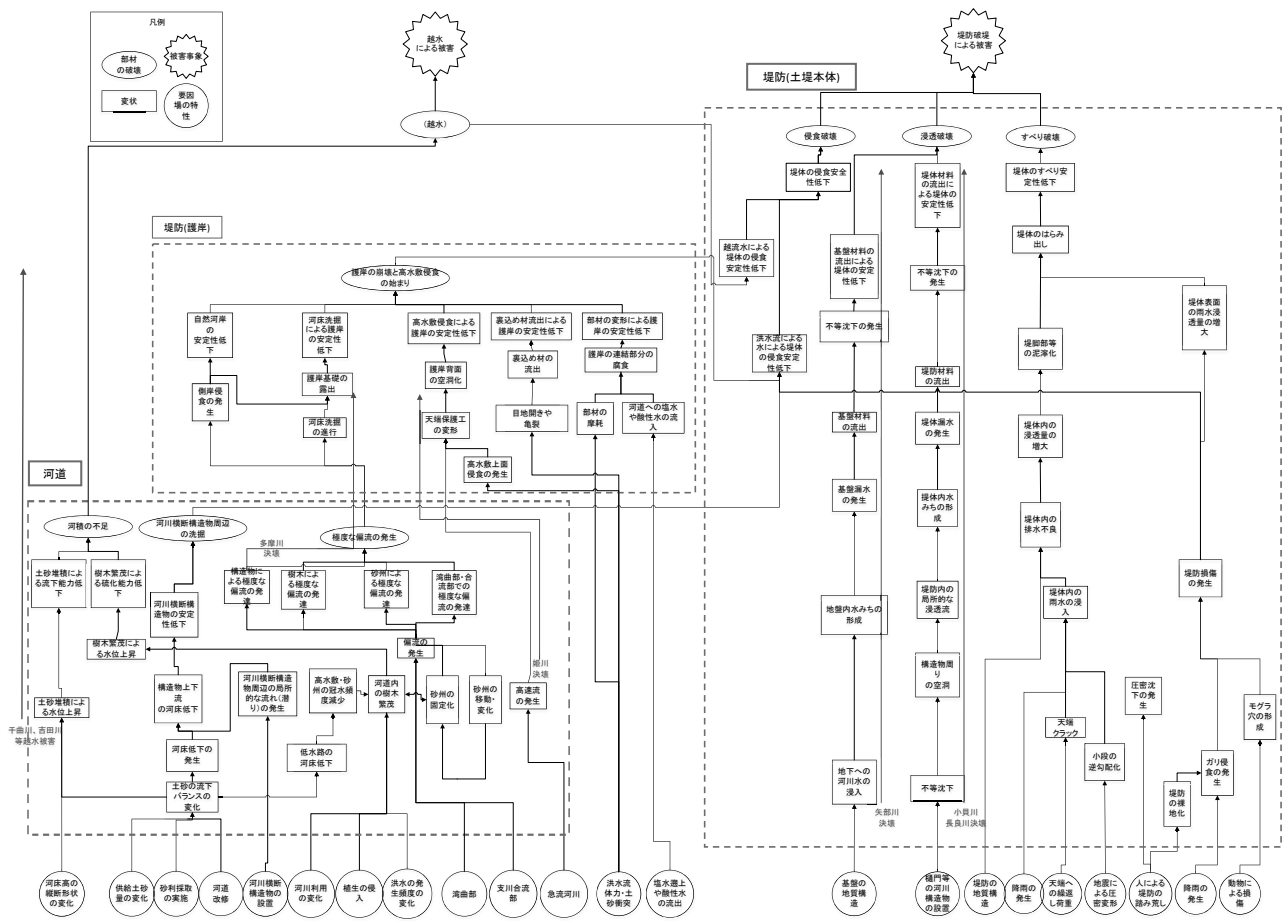 凡例
部材
の破壊
被害事象
変状
要因
場の特
性
越水
による被害
堤防破堤
による被害
堤防(土堤本体)
(越水)
侵食破壊
浸透破壊
すべり破壊
堤体の侵食安全
性低下
堤体材料
の流出によ
る堤体の
安定性低
下
堤体のすべり安
定性低下
堤防(護岸)
越流水による
堤体の侵食
安定性低下
基盤材料の
流出による
堤体の安定
性低下
不等沈下の
発生
堤体のはらみ
出し
護岸の崩壊と高水敷侵食
の始まり
堤体表面
の雨水浸
透量の増
大
自然河岸
の
安定性低
下
河床洗掘
による護岸
の安定性
低下
高水敷侵食による
護岸の安定性低下
裏込め材流出による
護岸の安定性低下
部材の変形による護
岸の安定性低下
不等沈下の発生
洪水流による
水による堤体
の侵食安定
性低下
堤脚部等
の泥濘化
護岸背面
の空洞化
裏込め材の
流出
護岸の連結部分の
腐食
堤防材料
の流出
側岸侵
食の発
生
護岸基礎の
露出
河床洗掘
の進行
天端保護工
の変形
目地開きや
亀裂
部材の
摩耗
河道への塩水
や酸性水の流
入
基盤材料
の流出
堤体漏水
の発生
堤体内の
浸透量の
増大
高水敷上面
侵食の発生
河道
基盤漏水
の発生
堤体内水
みちの形
成
堤体内の
排水不良
河積の不足
河川横断構造物周辺
の洗掘
極度な偏流の発生
多摩川
決壊
土砂堆積によ
る流下能力低
下
樹木繁茂によ
る硫化能力低
下
河川横断構
造物の安定
性低下
構造物によ
る極度な
偏流の発
達
樹木によ
る極度な
偏流の発
達
砂州によ
る極度な
偏流の発
達
湾曲部・合
流部での
極度な偏
流の発達
地盤内水みちの
形成
堤防内の
局所的な
浸透流
堤体内の
雨水の浸
入
堤防損傷
の発生
樹木繁茂によ
る水位上昇
偏流の
発生
姫川
決壊
土砂堆積によ
る水位上昇
構造物上下
流
の河床低下
河川横断構造
物周辺の局所
的な流れ(潜
り)の発生
高水敷・砂
州の冠水頻
度減少
河道内
の樹木
繁茂
砂州の
固定化
砂州の
移動・
変化
高速流
の発生
構造物周
りの
空洞
圧密沈
下の発
生
モグラ
穴の形
成
千曲川、吉田川
等越水被害
河床低下の
発生
低水路の
河床低下
天端
クラック
小段の
逆勾配化
ガリ侵
食の発
生
土砂の流下
バランスの
変化
地下への
河川水の
浸入
不等沈下
堤防
の裸
地化
矢部川
決壊
小貝川
長良川決壊
河床高の
縦断形状
の変化
供給土砂
量の変化
砂利採取
の実施
河道
改修
河川横断
構造物の
設置
河川利用
の変化
植生の侵
入
洪水の発
生頻度の
変化
湾曲部
支川合流
部
急流河川
洪水流
体力・土
砂衝突
塩水遡上
や酸性水
の流出
基盤の
地質構
造
樋門等
の河川
構造物
の設置
堤防の
地質構
造
降雨の
発生
天端へ
の繰返
し荷重
地震に
よる圧
密変形
人による
堤防の
踏み荒し
降雨の
発生
動物に
よる損
傷